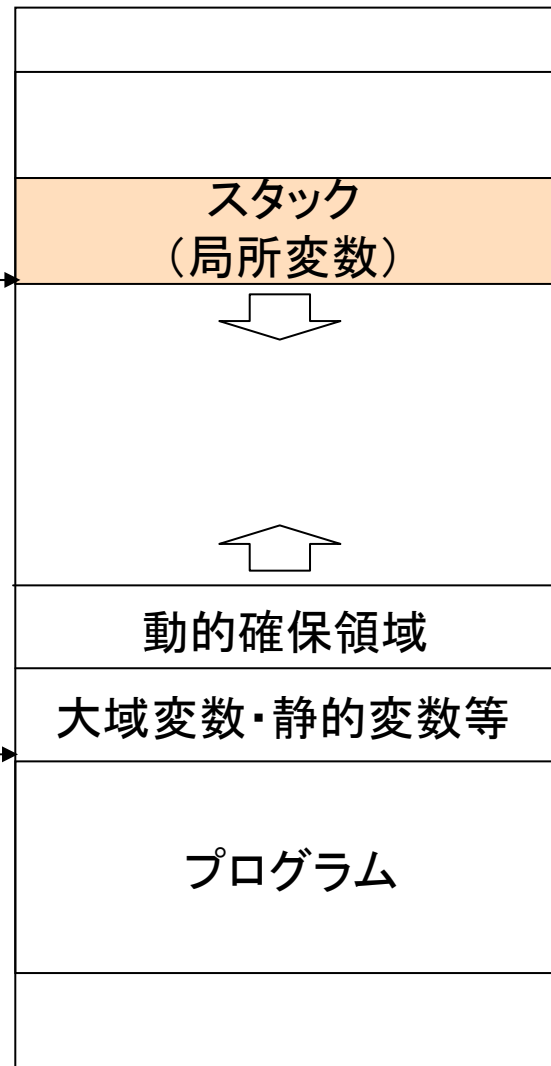 スタック
（局所変数）
動的確保領域
大域変数・静的変数等
プログラム